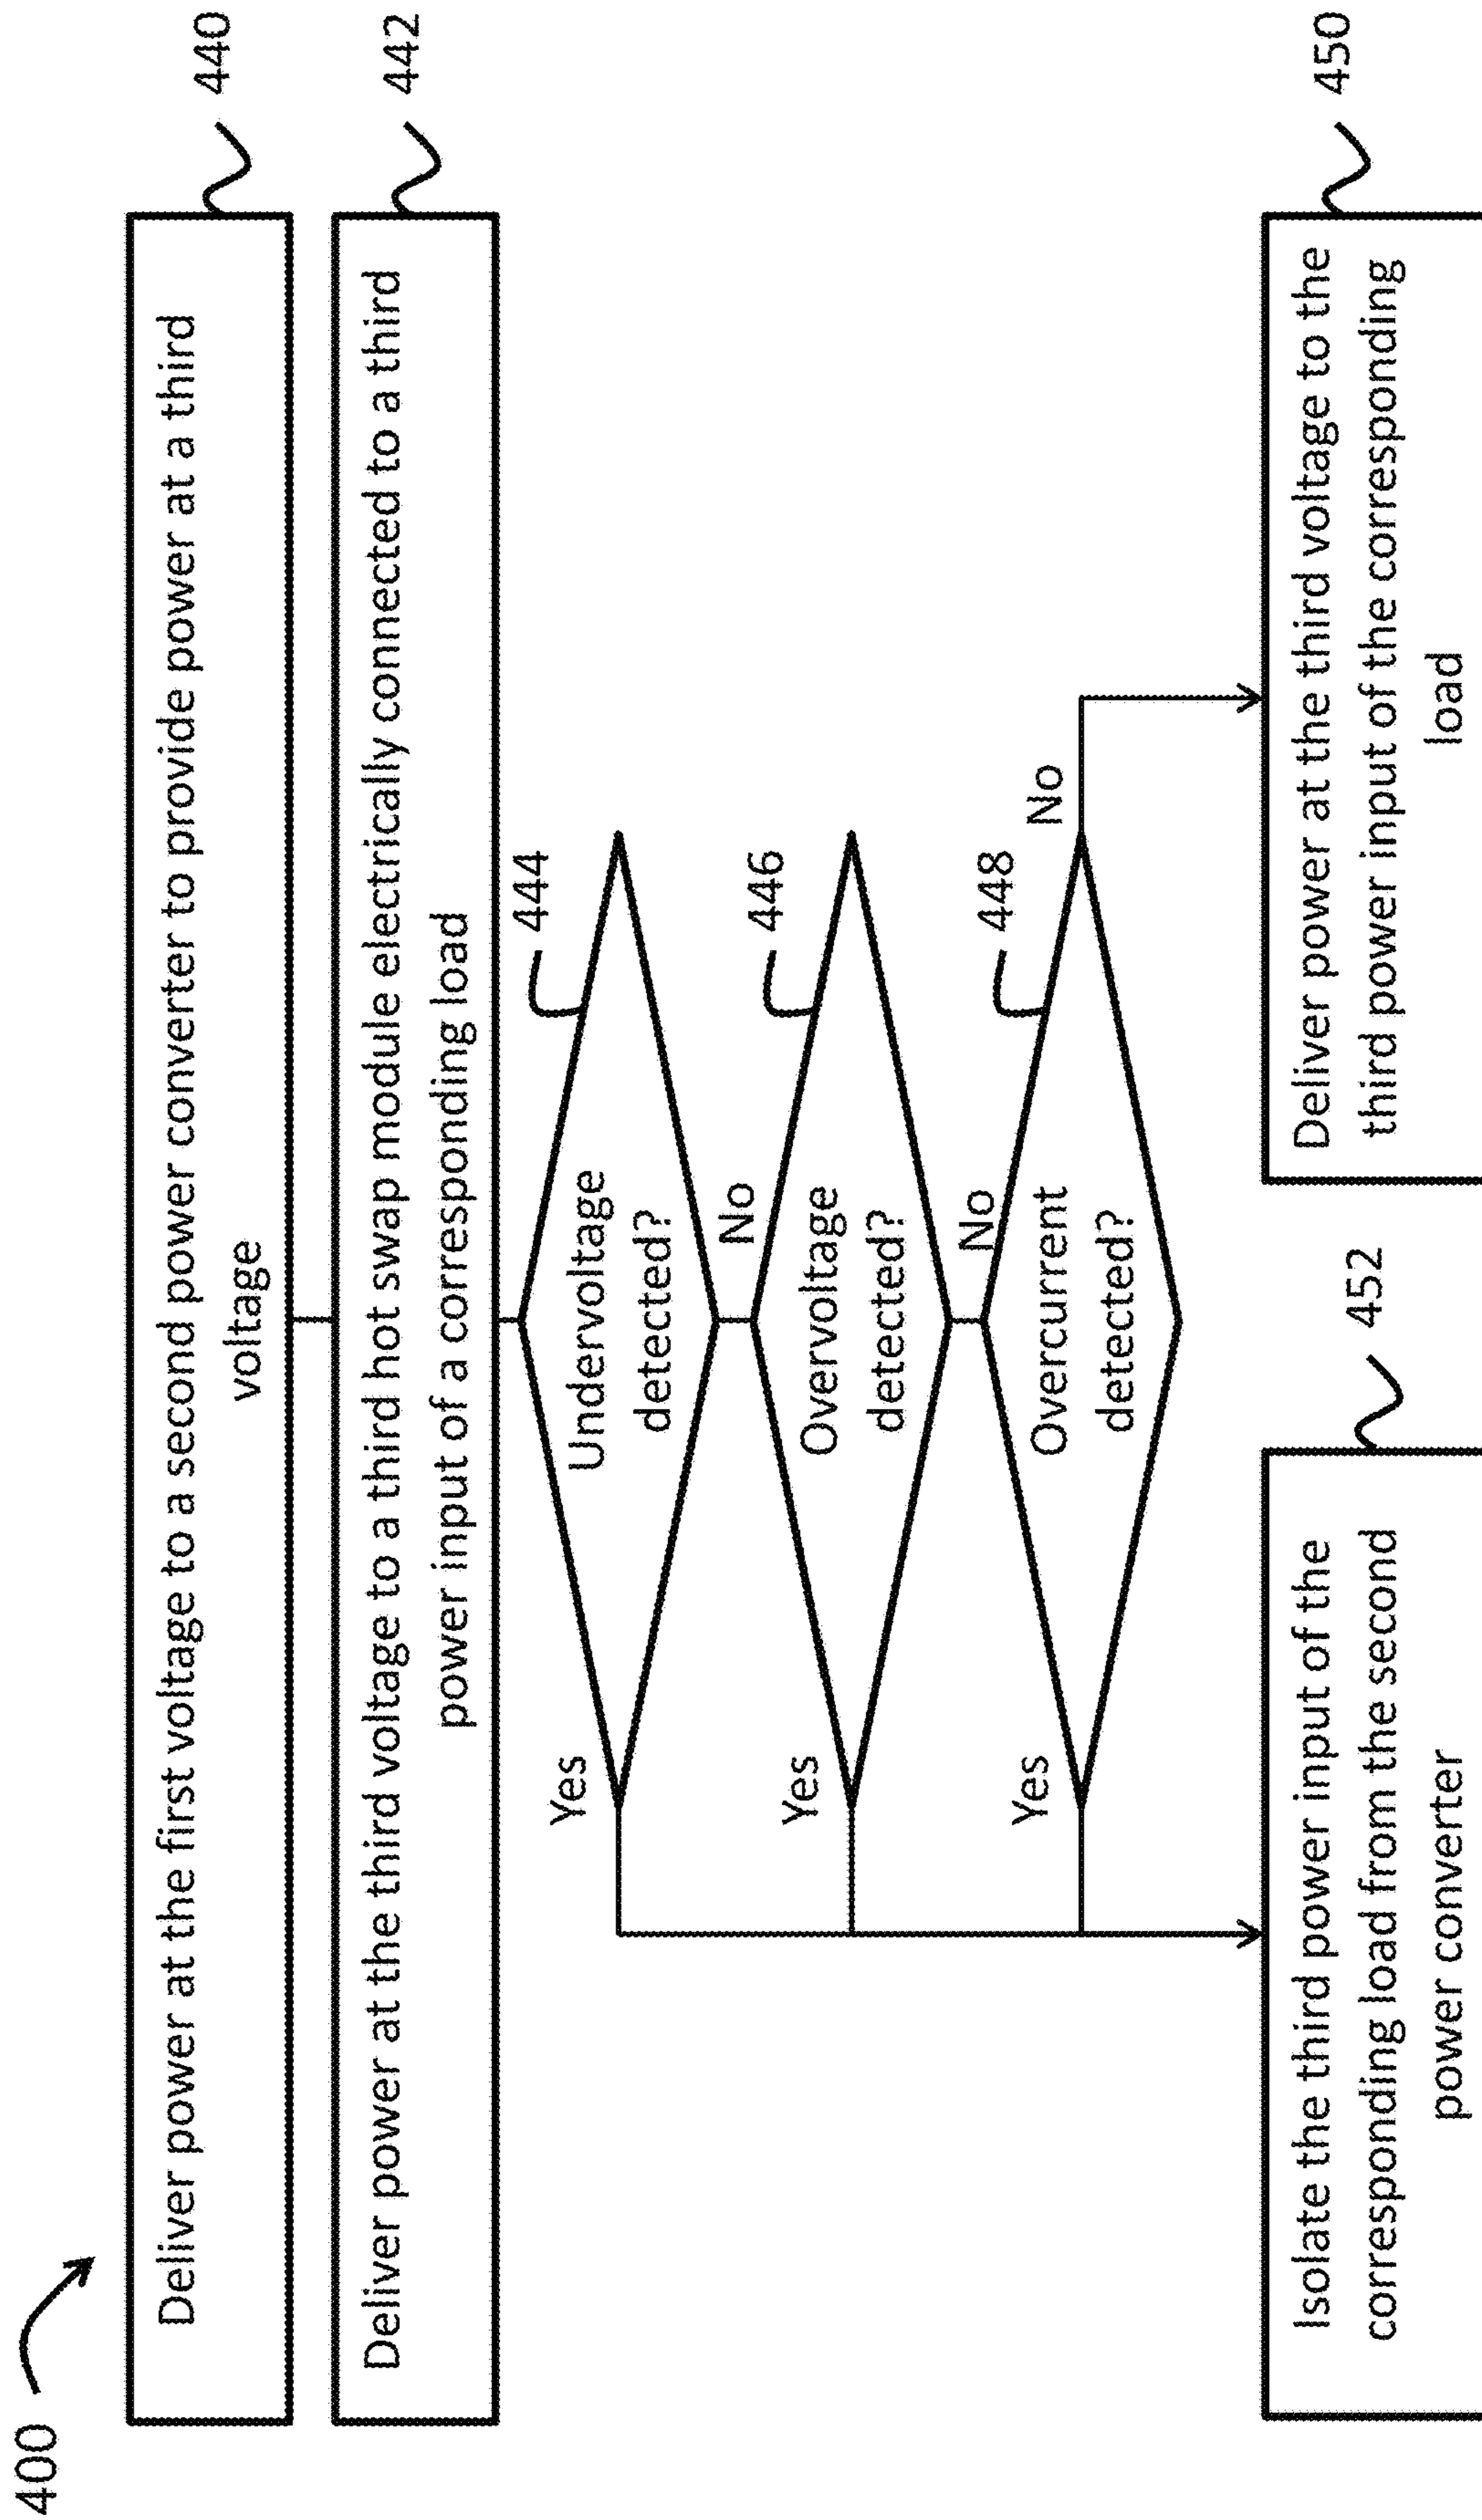 400
Deliver power at the first voltage to a second power converter to provide power at a third
voltage
440
Deliver power at the third voltage to a third hot swap module electrically connected to a third
power input of a corresponding load
442
444
Undervoltage
detected?
Yes
No
446
Overvoltage
detected?
Yes
No
448
Overcurrent
detected?
Yes
No
452
Isolate the third power input of the
corresponding load from the second
power converter
450
Deliver power at the third voltage to the
third power input of the corresponding
load